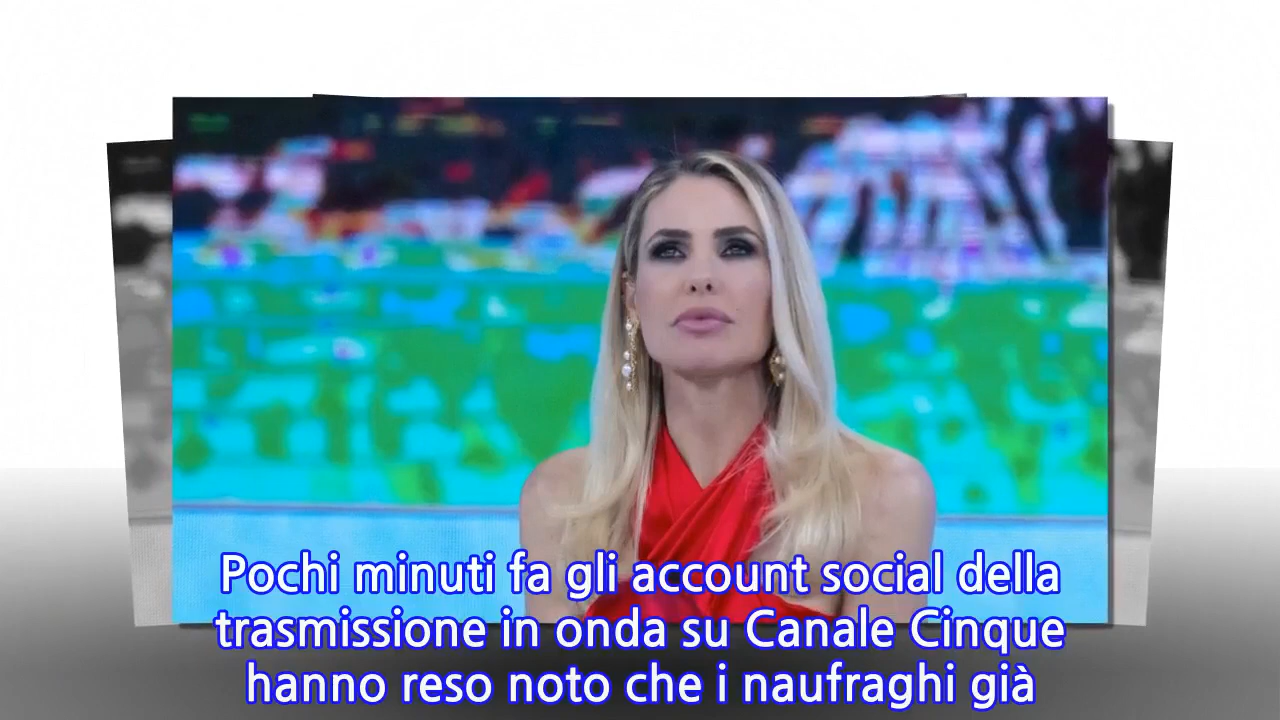 Pochi minuti fa gli account social della
trasmissione in onda su Canale Cinque
hanno reso noto che i naufraghi già